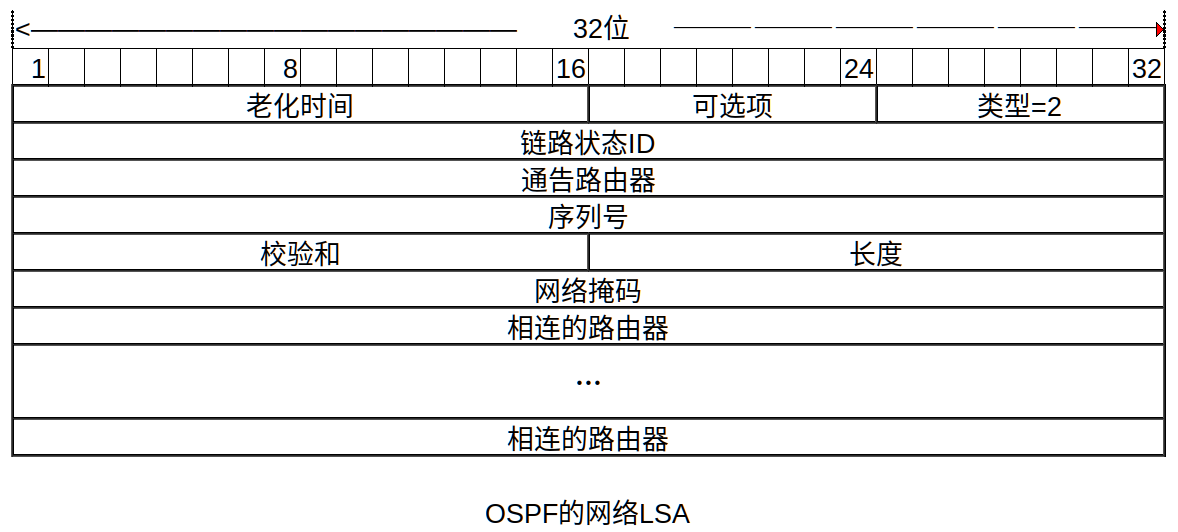 32位
1 8 16 24 32
老化时间 可选项 类型=2
链路状态ID
通告路由器
序列号
校验和 长度
网络掩码
相连的路由器
...
相连的路由器
OSPF的网络LSA